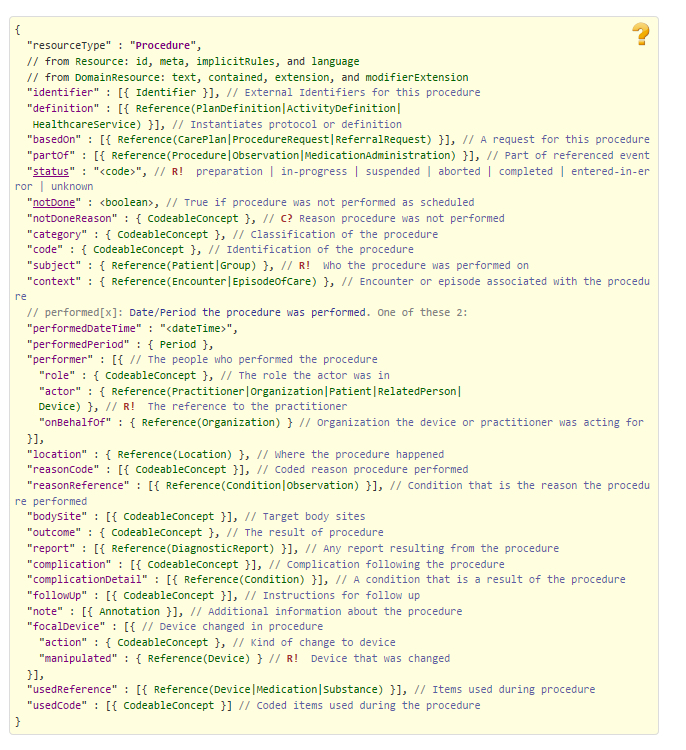 {
"resourceType" : "Procedure",
// from Resource: id, meta, implicitRules, and language
// from DomainResource: text, contained, extension, and modifierExtension
"identifier" : [{ Identifier }], // External Identifiers for this procedure
"definition" : [{ Reference(PlanDefinition|ActivityDefinition|
HealthcareService) }], // Instantiates protocol or definition
"basedOn" : [{ Reference(CarePlan|ProcedureRequest|ReferralRequest) }], // A request for this procedure
"partOf" : [{ Reference(Procedure|Observation|MedicationAdministration) }], // Part of referenced event
"status" : "<code>", // R!  preparation | in-progress | suspended | aborted | completed | entered-in-er
ror | unknown
"notDone" : <boolean>, // True if procedure was not performed as scheduled
"notDoneReason" : { CodeableConcept }, // C? Reason procedure was not performed
"category" : { CodeableConcept }, // Classification of the procedure
"code" : { CodeableConcept }, // Identification of the procedure
"subject" : { Reference(Patient|Group) }, // R!  Who the procedure was performed on
"context" : { Reference(Encounter|EpisodeOfCare) }, // Encounter or episode associated with the procedu
re
// performed[x]: Date/Period the procedure was performed. One of these 2:
"performedDateTime" : "<dateTime>",
"performedPeriod" : { Period },
"performer" : [{ // The people who performed the procedure
"role" : { CodeableConcept }, // The role the actor was in
"actor" : { Reference(Practitioner|Organization|Patient|RelatedPerson|
Device) }, // R!  The reference to the practitioner
"onBehalfOf" : { Reference(Organization) } // Organization the device or practitioner was acting for
}],
"location" : { Reference(Location) }, // Where the procedure happened
"reasonCode" : [{ CodeableConcept }], // Coded reason procedure performed
"reasonReference" : [{ Reference(Condition|Observation) }], // Condition that is the reason the procedu
re performed
"bodySite" : [{ CodeableConcept }], // Target body sites
"outcome" : { CodeableConcept }, // The result of procedure
"report" : [{ Reference(DiagnosticReport) }], // Any report resulting from the procedure
"complication" : [{ CodeableConcept }], // Complication following the procedure
"complicationDetail" : [{ Reference(Condition) }], // A condition that is a result of the procedure
"followUp" : [{ CodeableConcept }], // Instructions for follow up
"note" : [{ Annotation }], // Additional information about the procedure
"focalDevice" : [{ // Device changed in procedure
"action" : { CodeableConcept }, // Kind of change to device
"manipulated" : { Reference(Device) } // R!  Device that was changed
}],
"usedReference" : [{ Reference(Device|Medication|Substance) }], // Items used during procedure
"usedCode" : [{ CodeableConcept }] // Coded items used during the procedure
}